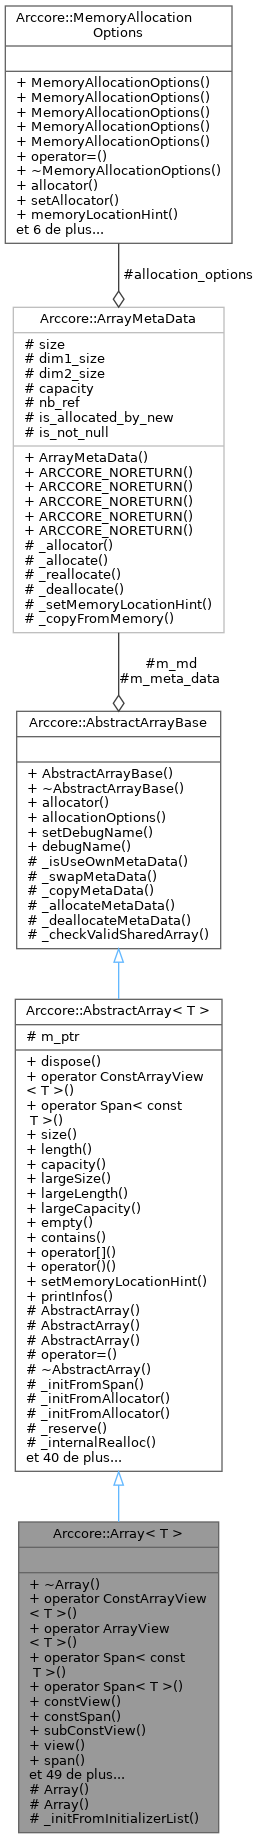 Arccore::MemoryAllocation
Options
+ MemoryAllocationOptions()
+ MemoryAllocationOptions()
+ MemoryAllocationOptions()
+ MemoryAllocationOptions()
+ MemoryAllocationOptions()
+ operator=()
+ ~MemoryAllocationOptions()
+ allocator()
+ setAllocator()
+ memoryLocationHint()
et 6 de plus...
#allocation_options
Arccore::ArrayMetaData
# size
# dim1_size
# dim2_size
# capacity
# nb_ref
# is_allocated_by_new
# is_not_null
+ ArrayMetaData()
+ ARCCORE_NORETURN()
+ ARCCORE_NORETURN()
+ ARCCORE_NORETURN()
+ ARCCORE_NORETURN()
+ ARCCORE_NORETURN()
# _allocator()
# _allocate()
# _reallocate()
# _deallocate()
# _setMemoryLocationHint()
# _copyFromMemory()
#m_md
#m_meta_data
Arccore::AbstractArrayBase
+ AbstractArrayBase()
+ ~AbstractArrayBase()
+ allocator()
+ allocationOptions()
+ setDebugName()
+ debugName()
# _isUseOwnMetaData()
# _swapMetaData()
# _copyMetaData()
# _allocateMetaData()
# _deallocateMetaData()
# _checkValidSharedArray()
Arccore::AbstractArray< T >
# m_ptr
+ dispose()
+ operator ConstArrayView
< T >()
+ operator Span< const
T >()
+ size()
+ length()
+ capacity()
+ largeSize()
+ largeLength()
+ largeCapacity()
+ empty()
+ contains()
+ operator[]()
+ operator()()
+ setMemoryLocationHint()
+ printInfos()
# AbstractArray()
# AbstractArray()
# AbstractArray()
# operator=()
# ~AbstractArray()
# _initFromSpan()
# _initFromAllocator()
# _initFromAllocator()
# _reserve()
# _internalRealloc()
et 40 de plus...
Arccore::Array< T >
+ ~Array()
+ operator ConstArrayView
< T >()
+ operator ArrayView
< T >()
+ operator Span< const
T >()
+ operator Span< T >()
+ constView()
+ constSpan()
+ subConstView()
+ view()
+ span()
et 49 de plus...
# Array()
# Array()
# _initFromInitializerList()